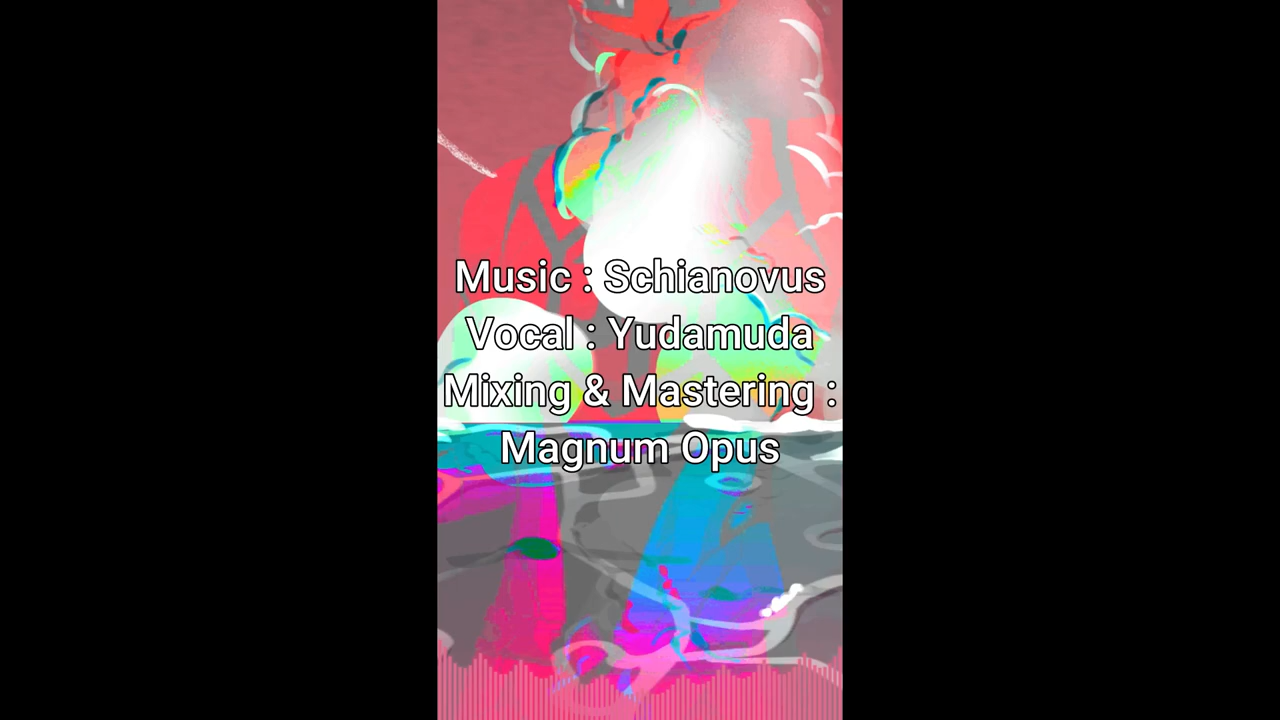 Music : Schianovus
Vocal : Yudamuda
Mixing & Mastering :
Magnum Opus